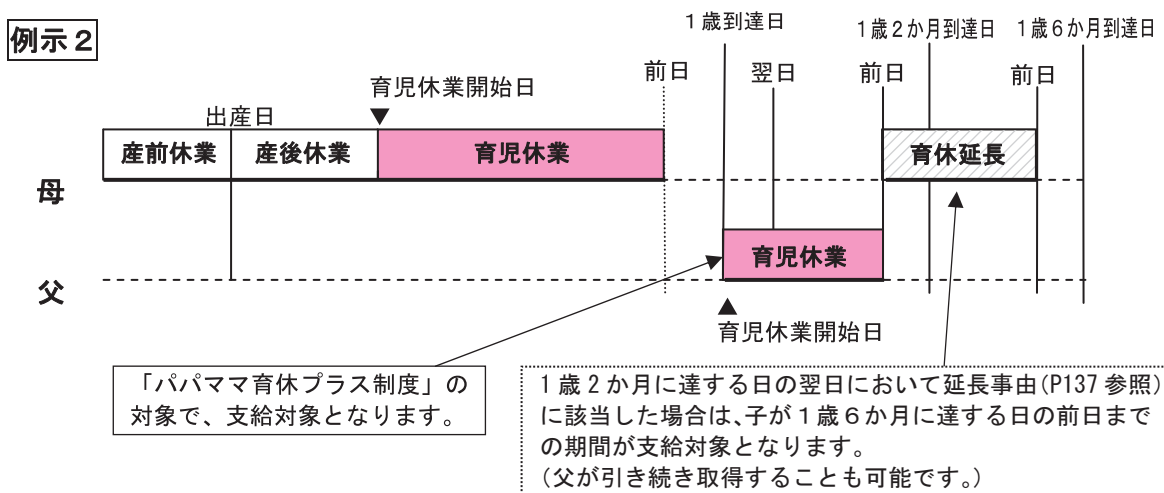 例示２
１歳到達日
１歳２か月到達日
１歳６か月到達日
前日
翌日
前日
前日
育児休業開始日
▼
出産日
産前休業
産後休業
育児休業
育休延長
母
育児休業
父
▲
育児休業開始日
「パパママ育休プラス制度」の
対象で、支給対象となります。
１歳２か月に達する日の翌日において延長事由(P137 参照)
に該当した場合は、子が１歳６か月に達する日の前日まで
の期間が支給対象となります。
（父が引き続き取得することも可能です。）